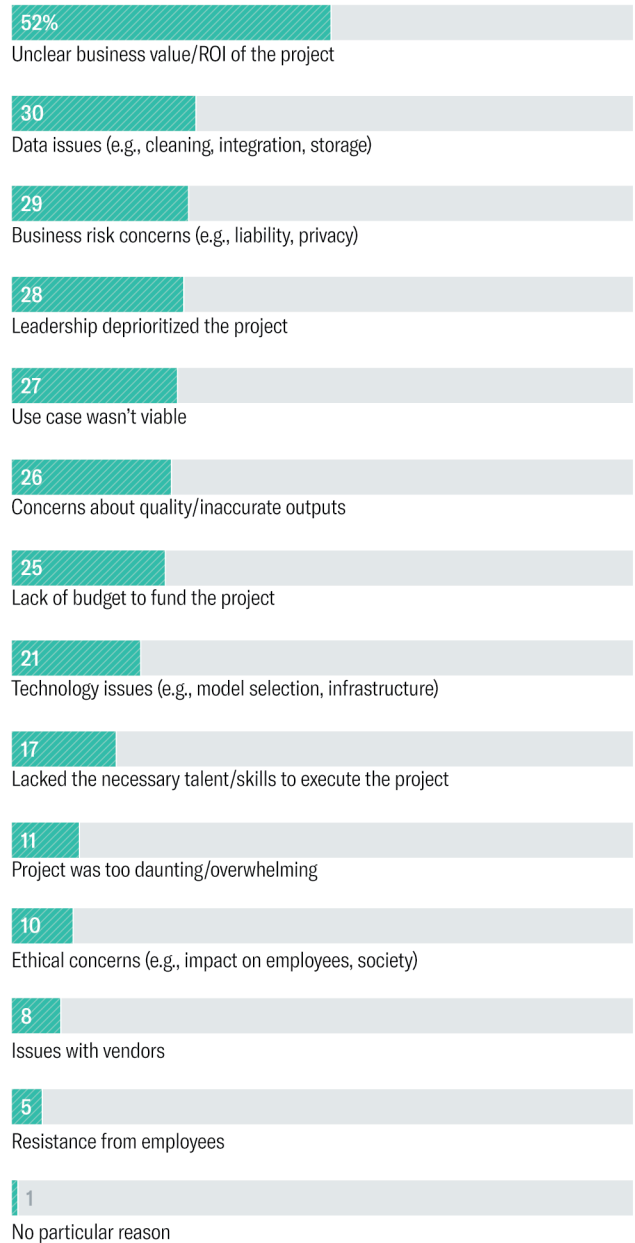 52%
Unclear business value/ROI of the project
30
Data issues (e.g., cleaning, integration, storage)
29
Business risk concerns (e.g., liability, privacy)
28
Leadership deprioritized the project
27
Use case wasn’t viable
26
Concerns about quality/inaccurate outputs
25
Lack of budget to fund the project
21
Technology issues (e.g., model selection, infrastructure)
17
Lacked the necessary talent/skills to execute the project
11
Project was too daunting/overwhelming
10
Ethical concerns (e.g., impact on employees, society)
8
Issues with vendors
5
Resistance from employees
1
No particular reason